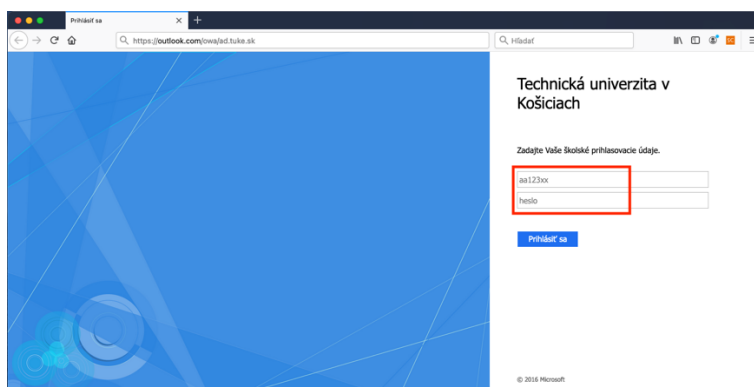 Prihlásiť sa
https://outlook.com/owa/ad.tuke.sk
Hľadať
Technická univerzita v
Košiciach
Zadajte Vaše školské prihlasovacie údaje.
aa123xx
heslo
Prihlásiť sa
© 2016 Microsoft